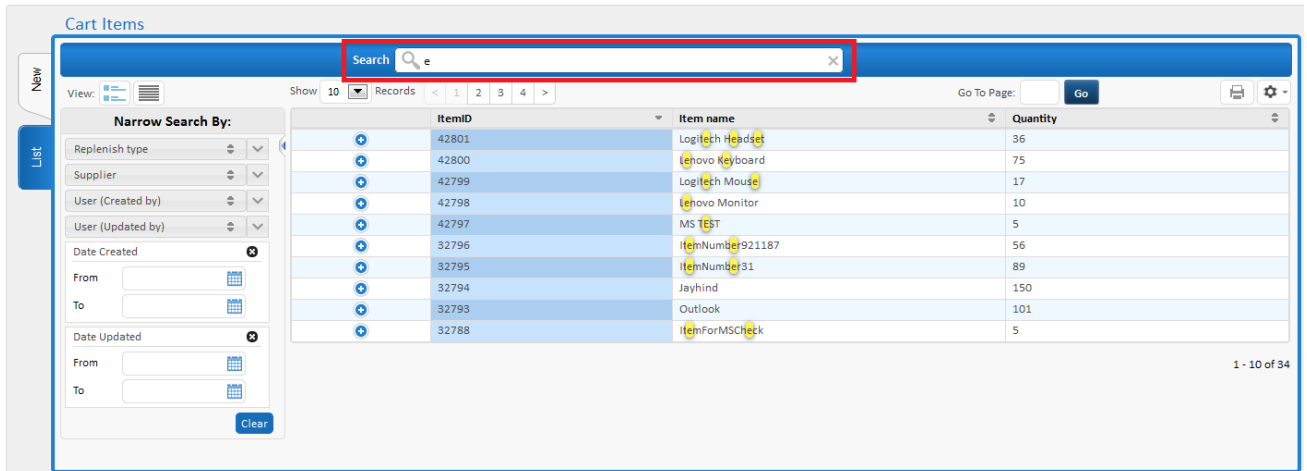 Cart Items
New
List
Search e
View:
Show 10 Records < 1 2 3 4 > Go To Page: Go
Narrow Search By:
Replenish type
Supplier
User (Created by)
User (Updated by)
Date Created
From
To
Date Updated
From
To
Clear
ItemID Item name Quantity
42801 Logitech Headset 36
42800 Lenovo Keyboard 75
42799 Logitech Mouse 17
42798 Lenovo Monitor 10
42797 MS TEST 5
32796 ItemNumber921187 56
32795 ItemNumber31 89
32794 Jayhind 150
32793 Outlook 101
32788 ItemForMSCheck 5
1 - 10 of 34